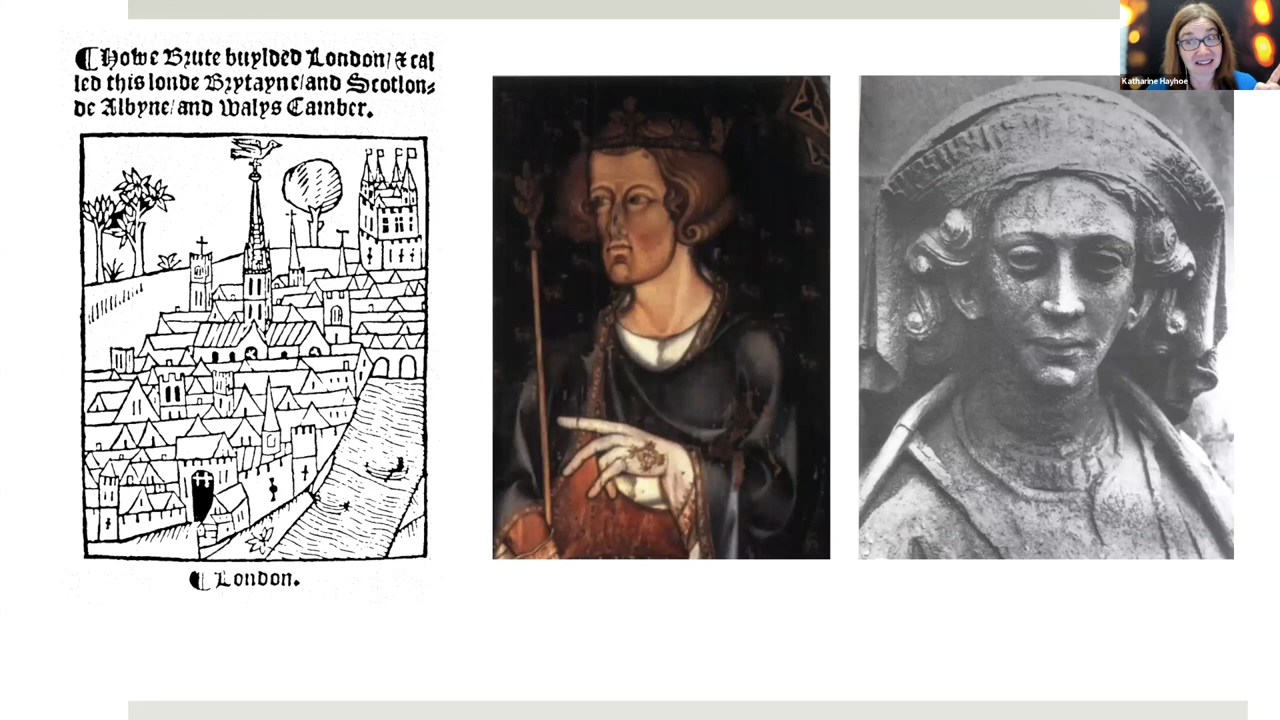 ¶ Howe Brute buylded London/ & cal
led this londe Brytayne/ and Scotlon⸗
de Albyne/ and walys Camber.
¶ London.
Katharine Hayhoe